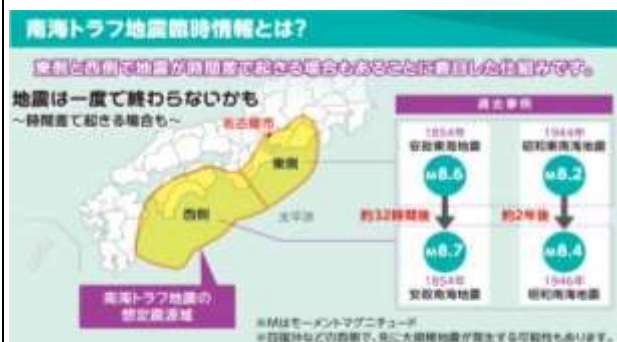 南海トラフ地震臨時情報とは?
東側と西側で地震が時間差で起きる場合もあることに着目した仕組みです。
地震は一度で終わらないかも
~時間差で起きる場合も~
名古屋市
東側
西側
太平洋
南海トラフ地震の
想定震源域
過去事例
1854年
安政東海地震
M8.6
約32時間後
M8.7
1854年
安政南海地震
1944年
昭和東南海地震
M8.2
約2年後
M8.4
1946年
昭和南海地震
※Mはモーメントマグニチュード
※四国沖などの西側で、先に大規模地震が発生する可能性もあります。